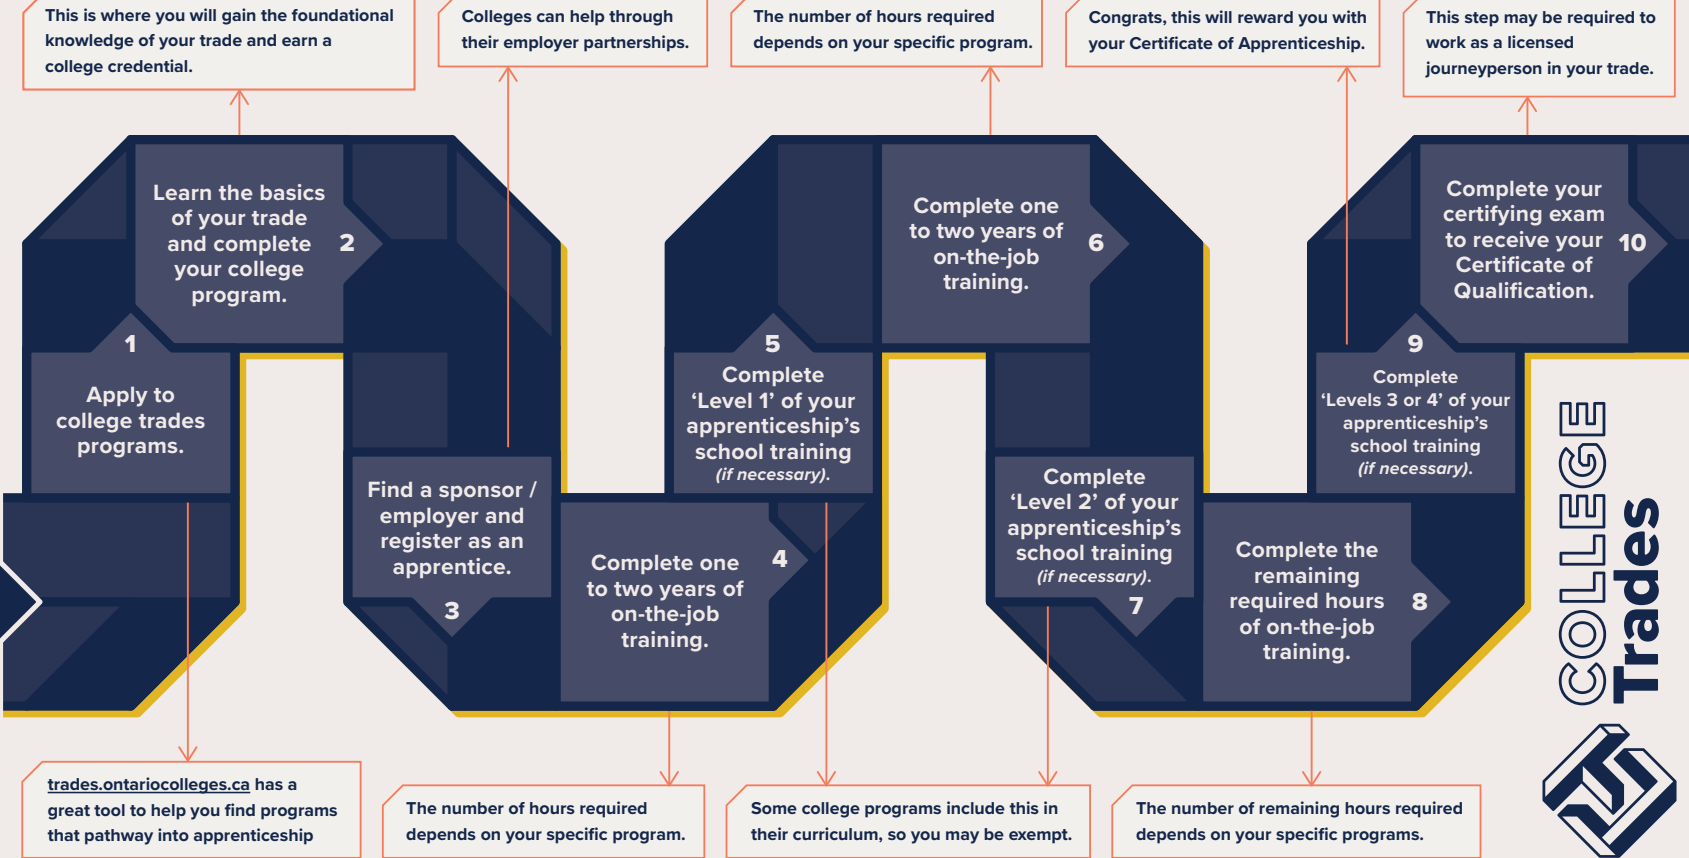 This is where you will gain the foundational
knowledge of your trade and earn a
college credential.
Colleges can help through
their employer partnerships.
The number of hours required
depends on your specific program.
Congrats, this will reward you with
your Certificate of Apprenticeship.
This step may be required to
work as a licensed
journeyperson in your trade.
1
Apply to
college trades
programs.
Learn the basics
of your trade
and complete
your college
program.
2
Find a sponsor /
employer and
register as an
apprentice.
3
Complete one
to two years of
on-the-job
training.
4
5
Complete
‘Level 1’ of your
apprenticeship’s
school training
(if necessary).
Complete one
to two years of
on-the-job
training.
6
Complete
‘Level 2’ of your
apprenticeship’s
school training
(if necessary).
7
Complete the
remaining
required hours
of on-the-job
training.
8
9
Complete
‘Levels 3 or 4’ of your
apprenticeship’s
school training
(if necessary).
Complete your
certifying exam
to receive your
Certificate of
Qualification.
10
COLLEGE
Trades
trades.ontariocolleges.ca has a
great tool to help you find programs
that pathway into apprenticeship
The number of hours required
depends on your specific program.
Some college programs include this in
their curriculum, so you may be exempt.
The number of remaining hours required
depends on your specific programs.